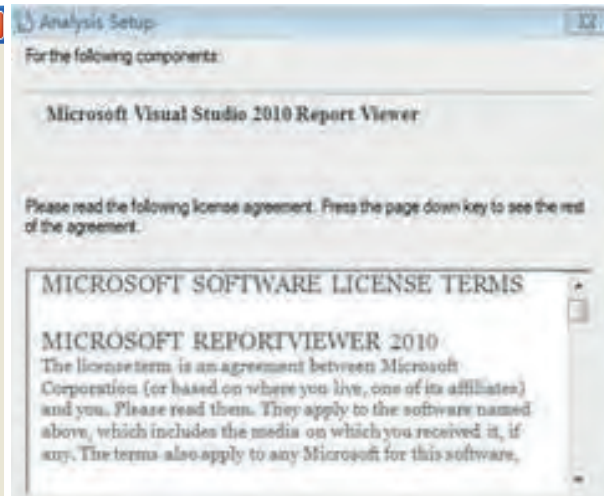 Analysis Setup
For the following components:
Microsoft Visual Studio 2010 Report Viewer
Please read the following license agreement. Press the page down key to see the rest
of the agreement.
MICROSOFT SOFTWARE LICENSE TERMS
MICROSOFT REPORTVIEWER 2010
The license term is an agreement between Microsoft
Corporation (or based on where you live, one of its affiliates)
and you. Please read them. They apply to the software named
above, which includes the media on which you received it, if
any. The terms also apply to any Microsoft for this software,